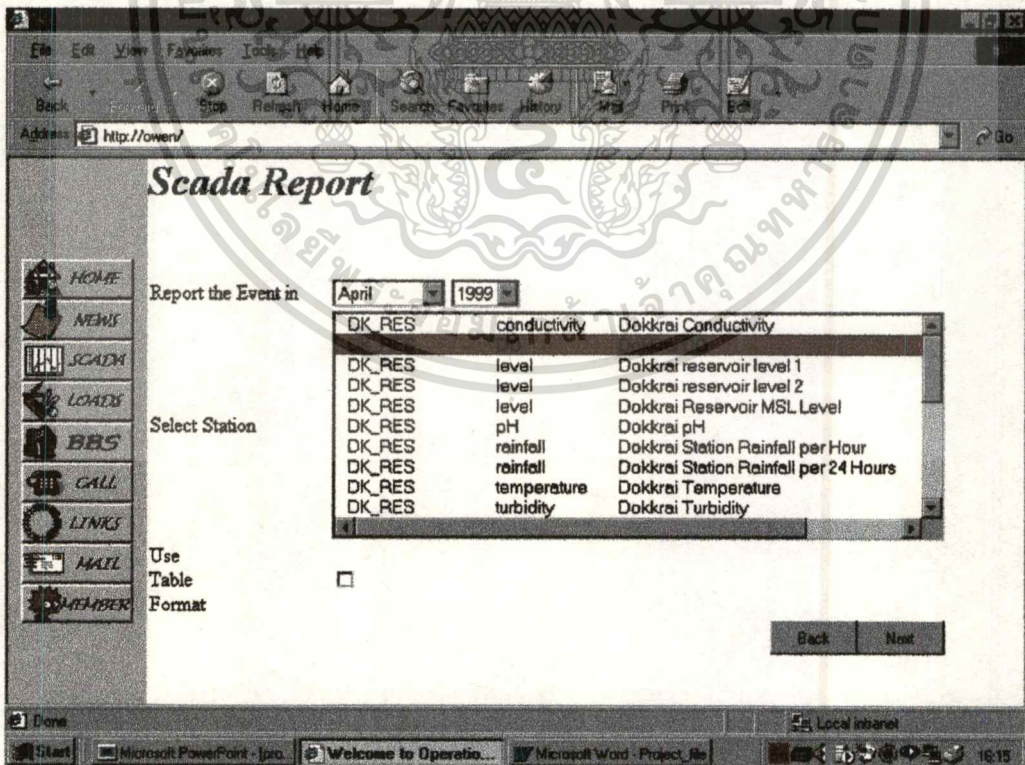 File Edit View Favorites Tools Help
Back Forward Stop Refresh Home Search Favorites History Mail Print Edit
Address http://owen/ Go
Scada Report
HOME
NEWS
SCADA
LOADS
BBS
CALL
LINKS
MAIL
MEMBER
Report the Event in April 1999
Select Station
DK_RES conductivity Dokkrai Conductivity
DK_RES level Dokkrai reservoir level 1
DK_RES level Dokkrai reservoir level 2
DK_RES level Dokkrai Reservoir MSL Level
DK_RES pH Dokkrai pH
DK_RES rainfall Dokkrai Station Rainfall per Hour
DK_RES rainfall Dokkrai Station Rainfall per 24 Hours
DK_RES temperature Dokkrai Temperature
DK_RES turbidity Dokkrai Turbidity
Use
Table
Format
Back Next
Done Local intranet
Start Microsoft PowerPoint - [pro... Welcome to Operatio... Microsoft Word - Project_file 16:15